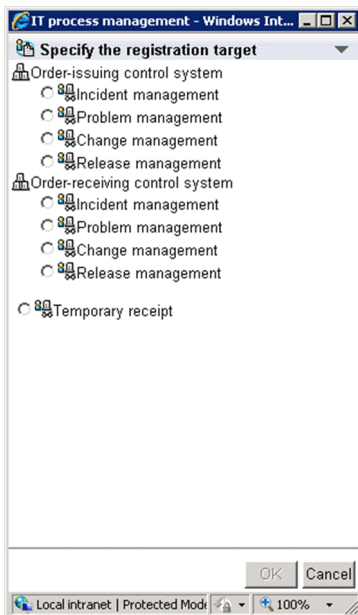 IT process management - Windows Int...
Specify the registration target
Order-issuing control system
Incident management
Problem management
Change management
Release management
Order-receiving control system
Incident management
Problem management
Change management
Release management
Temporary receipt
OK Cancel
Local intranet | Protected Mode 100%